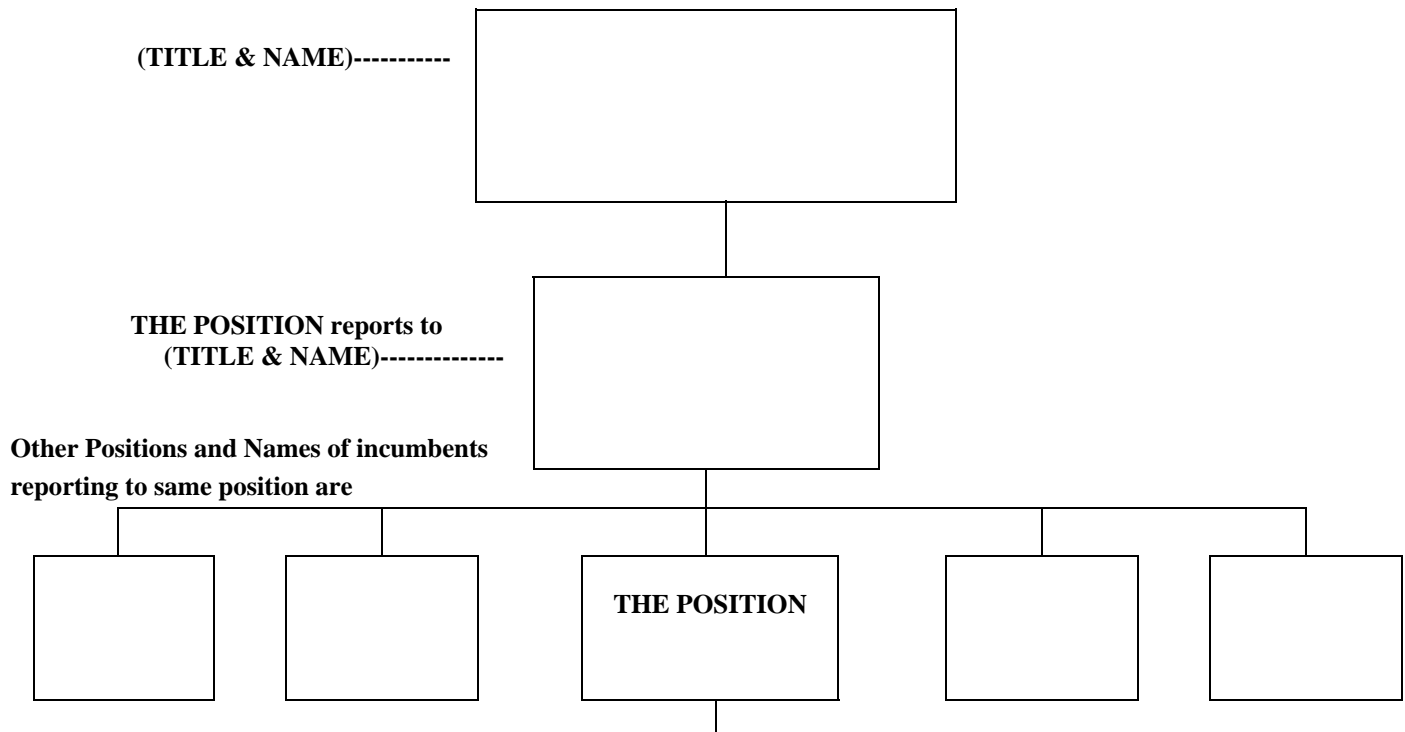 (TITLE & NAME)-----------
THE POSITION reports to
(TITLE & NAME)--------------
Other Positions and Names of incumbents
reporting to same position are
THE POSITION